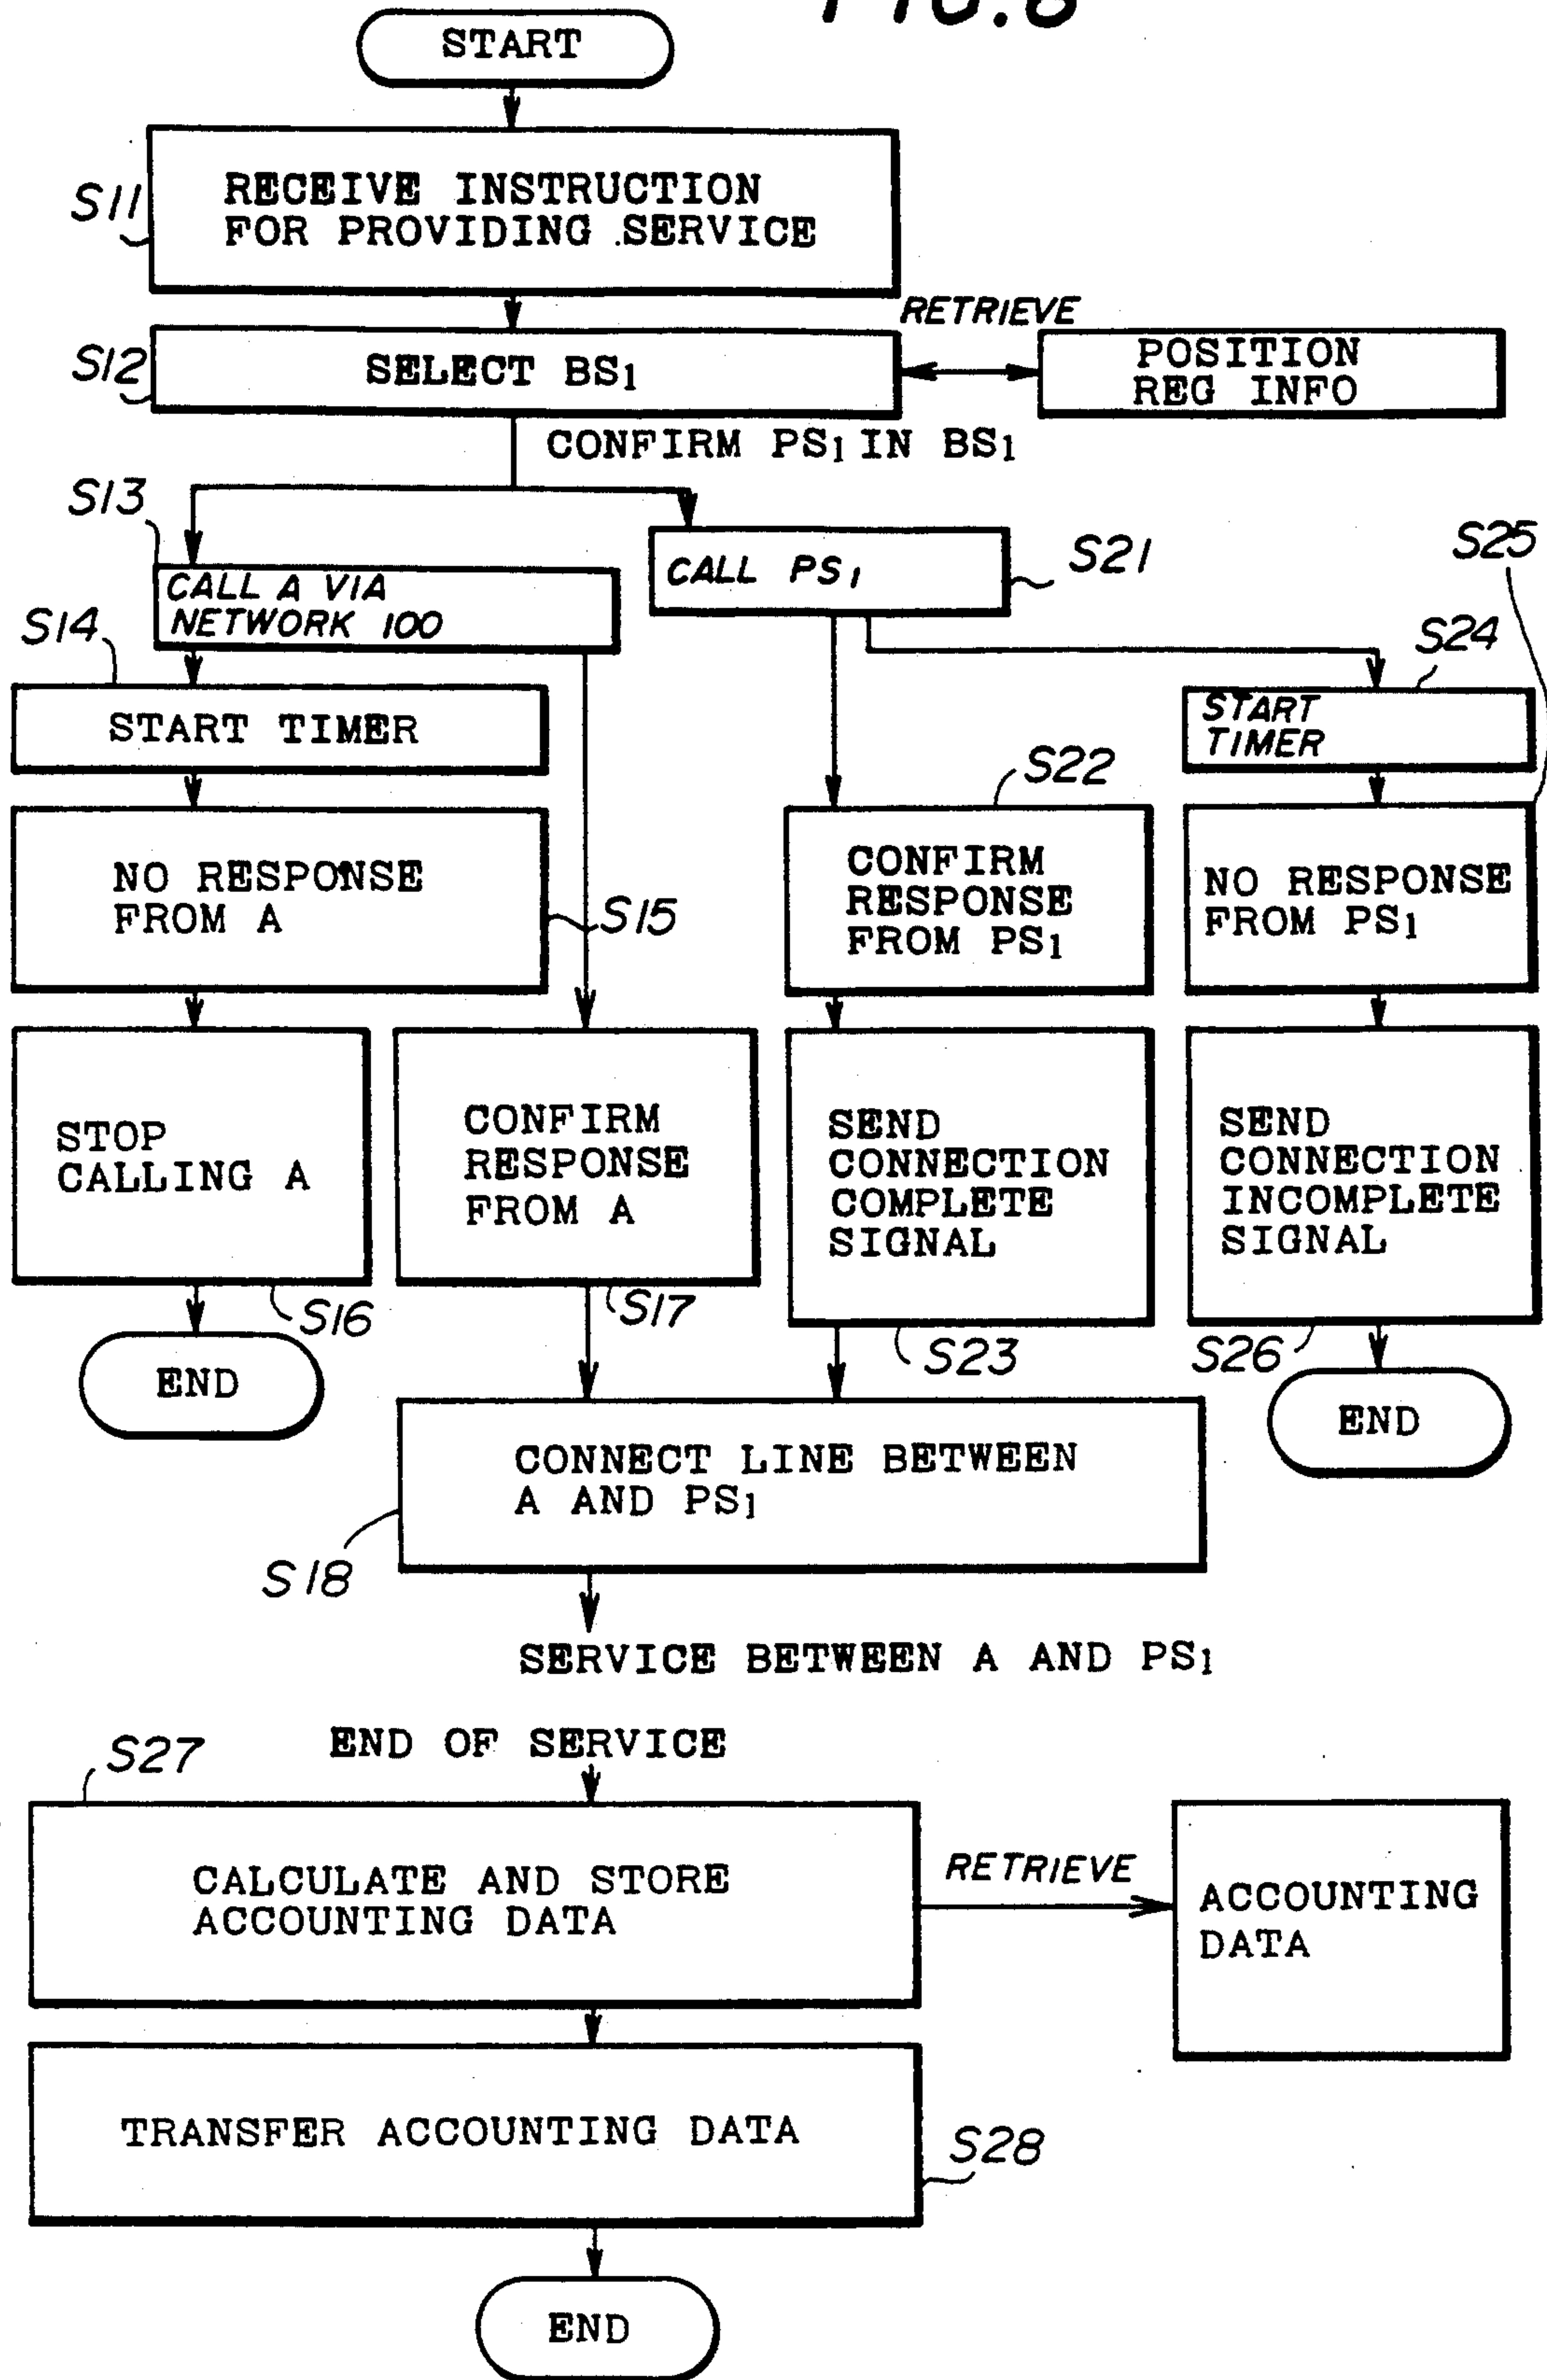 FIG.8
START
S11
RECEIVE INSTRUCTION
FOR PROVIDING SERVICE
RETRIEVE
S12
SELECT BS1
POSITION
REG INFO
CONFIRM PS1 IN BS1
S13
CALL A VIA
NETWORK 100
CALL PS1
S21
S25
S14
START TIMER
S24
START
TIMER
S22
NO RESPONSE
FROM A
S15
CONFIRM
RESPONSE
FROM PS1
NO RESPONSE
FROM PS1
STOP
CALLING A
S16
CONFIRM
RESPONSE
FROM A
S17
SEND
CONNECTION
COMPLETE
SIGNAL
S23
SEND
CONNECTION
INCOMPLETE
SIGNAL
S26
END
END
CONNECT LINE BETWEEN
A AND PS1
S18
SERVICE BETWEEN A AND PS1
END OF SERVICE
S27
CALCULATE AND STORE
ACCOUNTING DATA
RETRIEVE
ACCOUNTING
DATA
TRANSFER ACCOUNTING DATA
S28
END